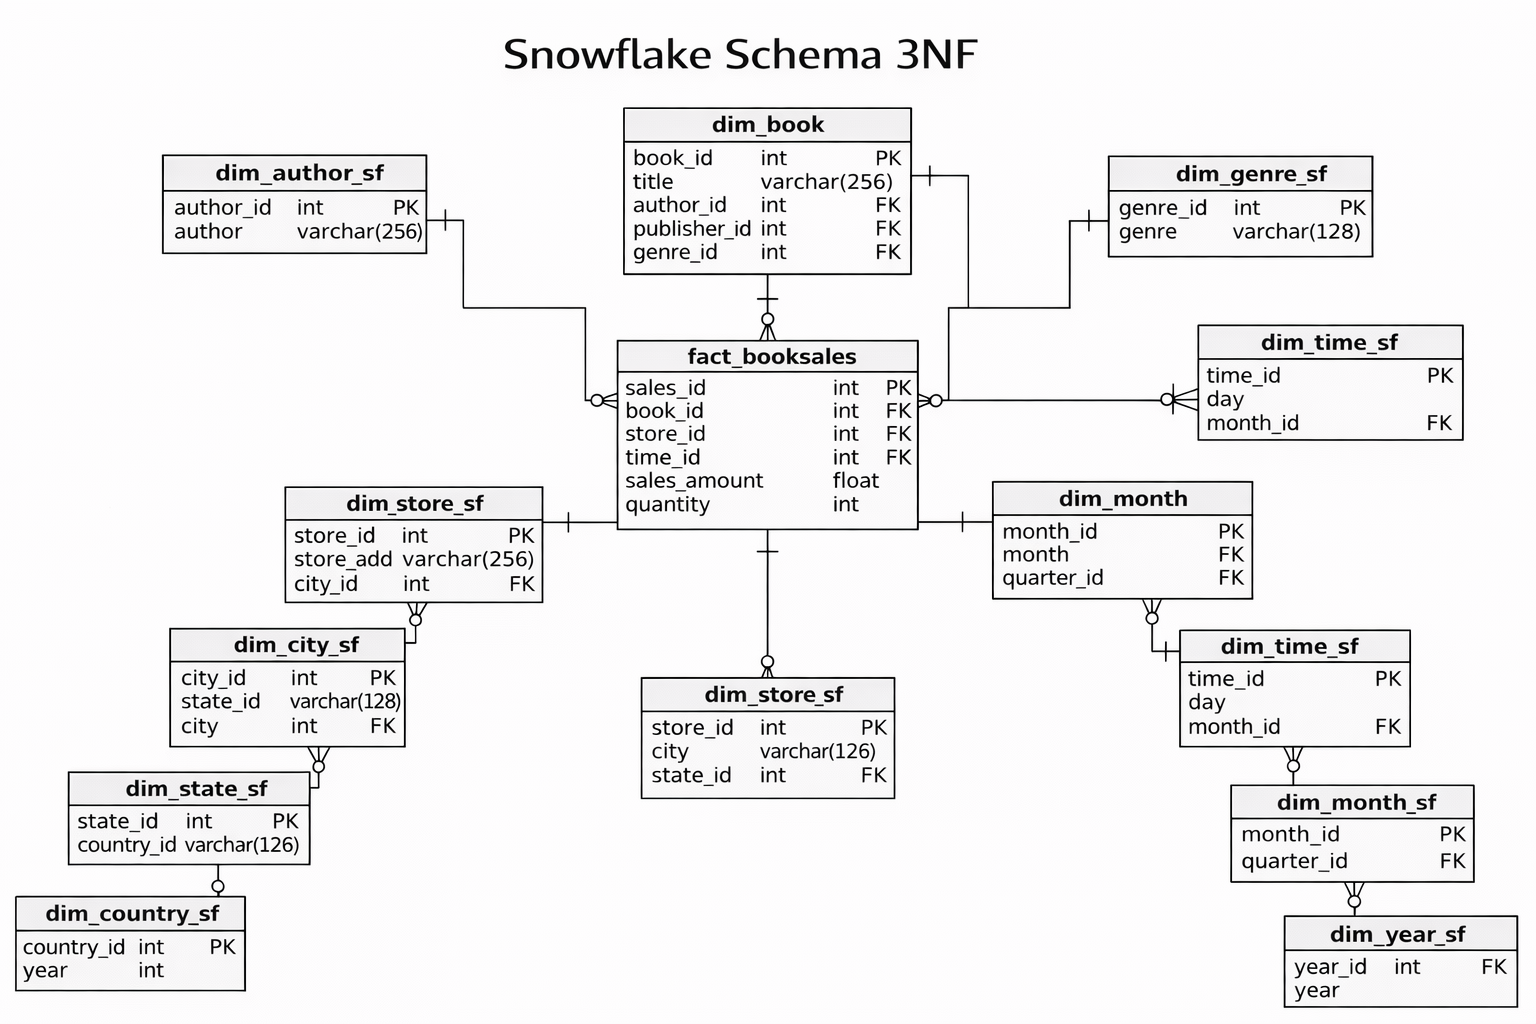 Snowflake Schema 3NF
dim_book
book_id int PK
title varchar(256)
author_id int FK
publisher_id int FK
genre_id int FK
dim_author_sf
author_id int PK
author varchar(256)
dim_genre_sf
genre_id int PK
genre varchar(128)
fact_booksales
sales_id int PK
book_id int FK
store_id int FK
time_id int FK
sales_amount float
quantity int
dim_time_sf
time_id PK
day
month_id FK
dim_store_sf
store_id int PK
store_add varchar(256)
city_id int FK
dim_month
month_id PK
month FK
quarter_id FK
dim_city_sf
city_id int PK
state_id varchar(128)
city int FK
dim_store_sf
store_id int PK
city varchar(126)
state_id int FK
dim_time_sf
time_id PK
day
month_id FK
dim_state_sf
state_id int PK
country_id varchar(126)
dim_month_sf
month_id PK
quarter_id FK
dim_country_sf
country_id int PK
year int
dim_year_sf
year_id int FK
year